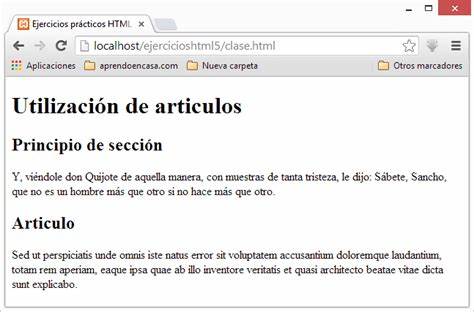 Ejercicios prácticos HTML
localhost/ejercicioshtml5/clase.html
Aplicaciones aprendoencasa.com Nueva carpeta Otros marcadores
Utilización de articulos
Principio de sección
Y, viéndole don Quijote de aquella manera, con muestras de tanta tristeza, le dijo: Sábete, Sancho,
que no es un hombre más que otro si no hace más que otro.
Articulo
Sed ut perspiciatis unde omnis iste natus error sit voluptatem accusantium doloremque laudantium,
totam rem aperiam, eaque ipsa quae ab illo inventore veritatis et quasi architecto beatae vitae dicta
sunt explicabo.